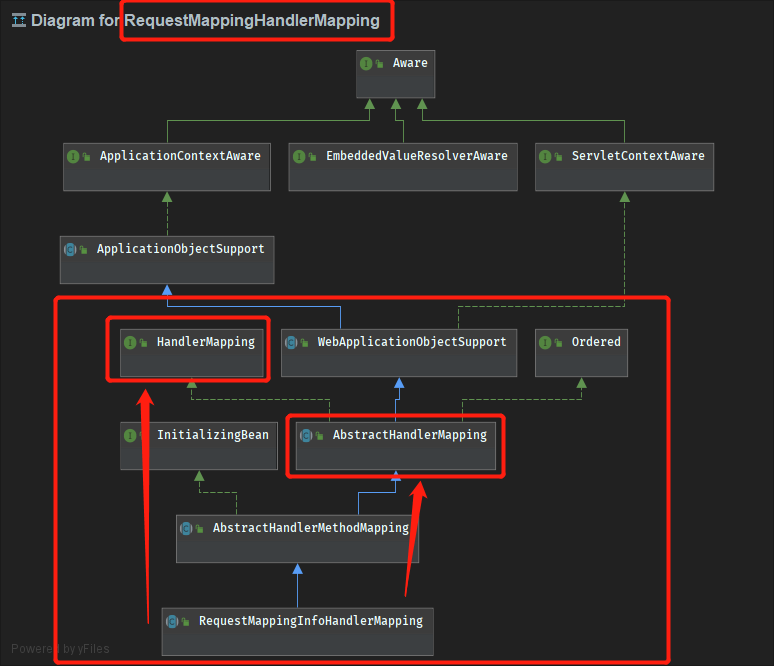 Diagram for RequestMappingHandlerMapping
Aware
ApplicationContextAware
EmbeddedValueResolverAware
ServletContextAware
ApplicationObjectSupport
HandlerMapping
WebApplicationObjectSupport
Ordered
InitializingBean
AbstractHandlerMapping
AbstractHandlerMethodMapping
RequestMappingInfoHandlerMapping
Powered by yFiles